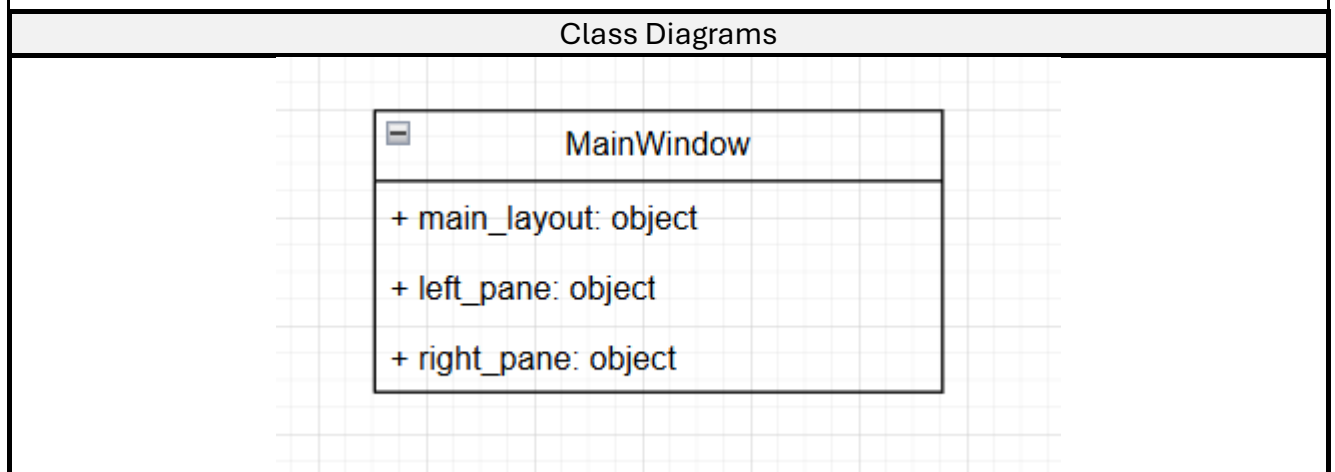 Class Diagrams
MainWindow
+ main_layout: object
+ left_pane: object
+ right_pane: object